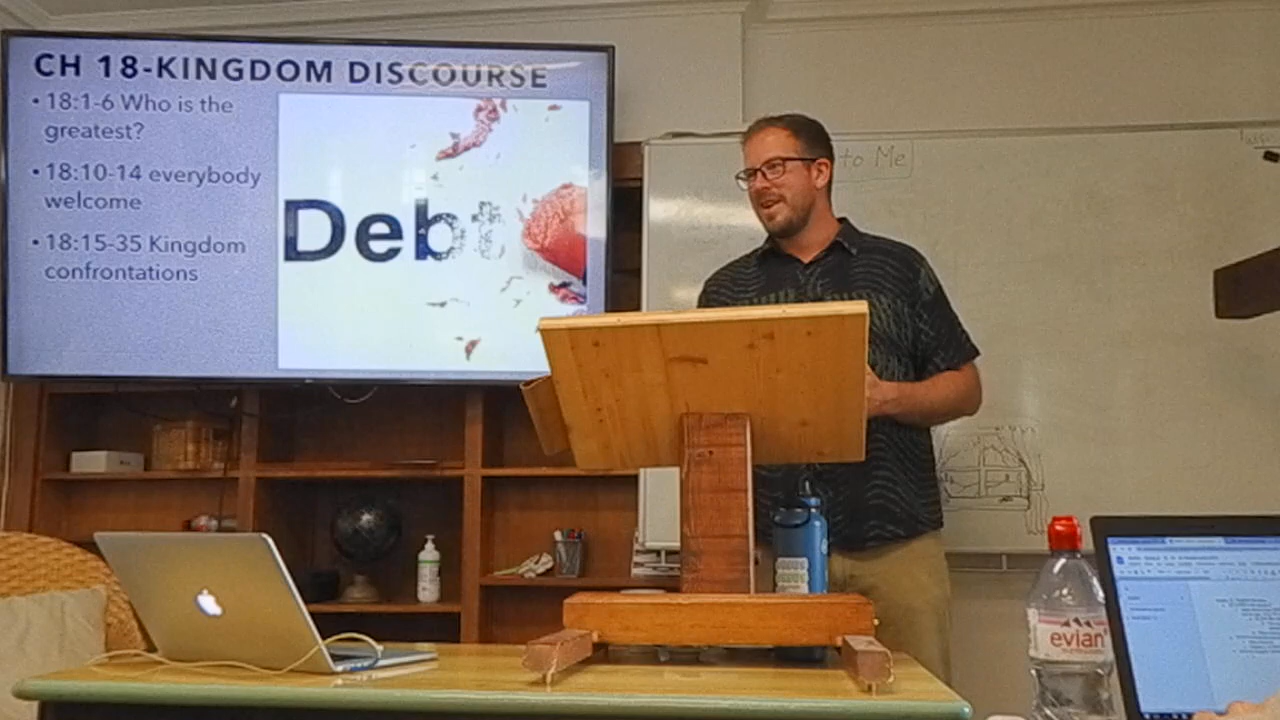 CH 18-KINGDOM DISCOURSE
• 18:1-6 Who is the
greatest?
• 18:10-14 everybody
welcome
• 18:15-35 Kingdom
confrontations
Debt
to Me
evian